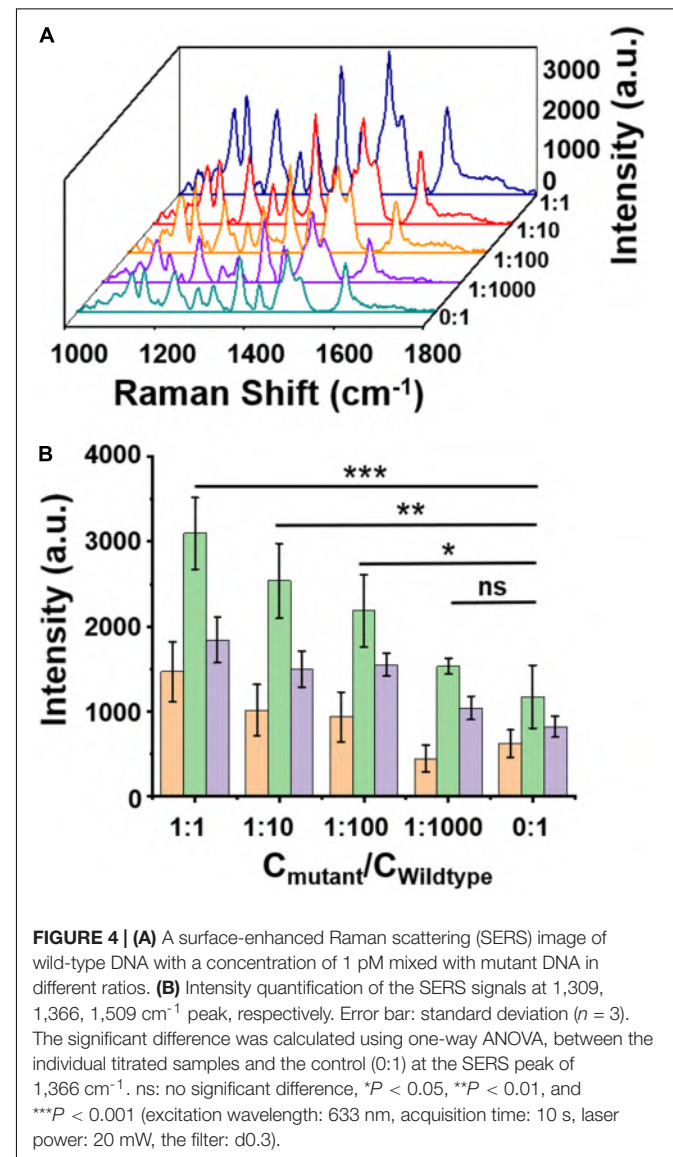 A
3000
2000
1000
0
Intensity (a.u.)
1:1
1:10
1:100
1:1000
0:1
1000 1200 1400 1600 1800
Raman Shift (cm⁻¹)
B
4000
3000
2000
1000
0
Intensity (a.u.)
***
**
*
ns
1:1 1:10 1:100 1:1000 0:1
C_mutant/C_Wildtype
FIGURE 4 | (A) A surface-enhanced Raman scattering (SERS) image of
wild-type DNA with a concentration of 1 pM mixed with mutant DNA in
different ratios. (B) Intensity quantification of the SERS signals at 1,309,
1,366, 1,509 cm⁻¹ peak, respectively. Error bar: standard deviation (n = 3).
The significant difference was calculated using one-way ANOVA, between the
individual titrated samples and the control (0:1) at the SERS peak of
1,366 cm⁻¹. ns: no significant difference, *P < 0.05, **P < 0.01, and
***P < 0.001 (excitation wavelength: 633 nm, acquisition time: 10 s, laser
power: 20 mW, the filter: d0.3).